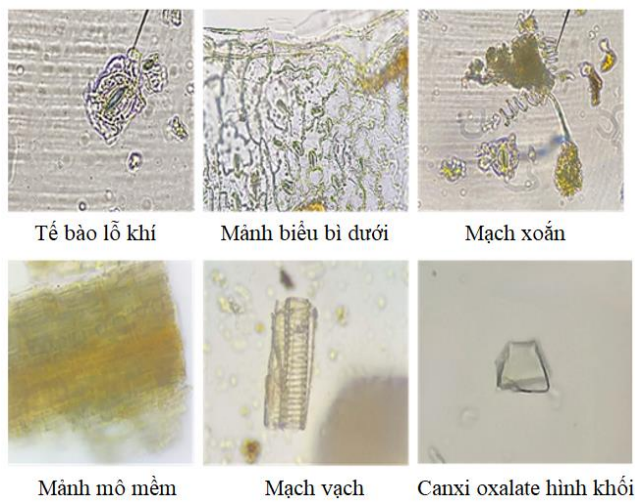 Tế bào lỗ khí
Mảnh biểu bì dưới
Mạch xoắn
Mảnh mô mềm
Mạch vạch
Canxi oxalate hình khối